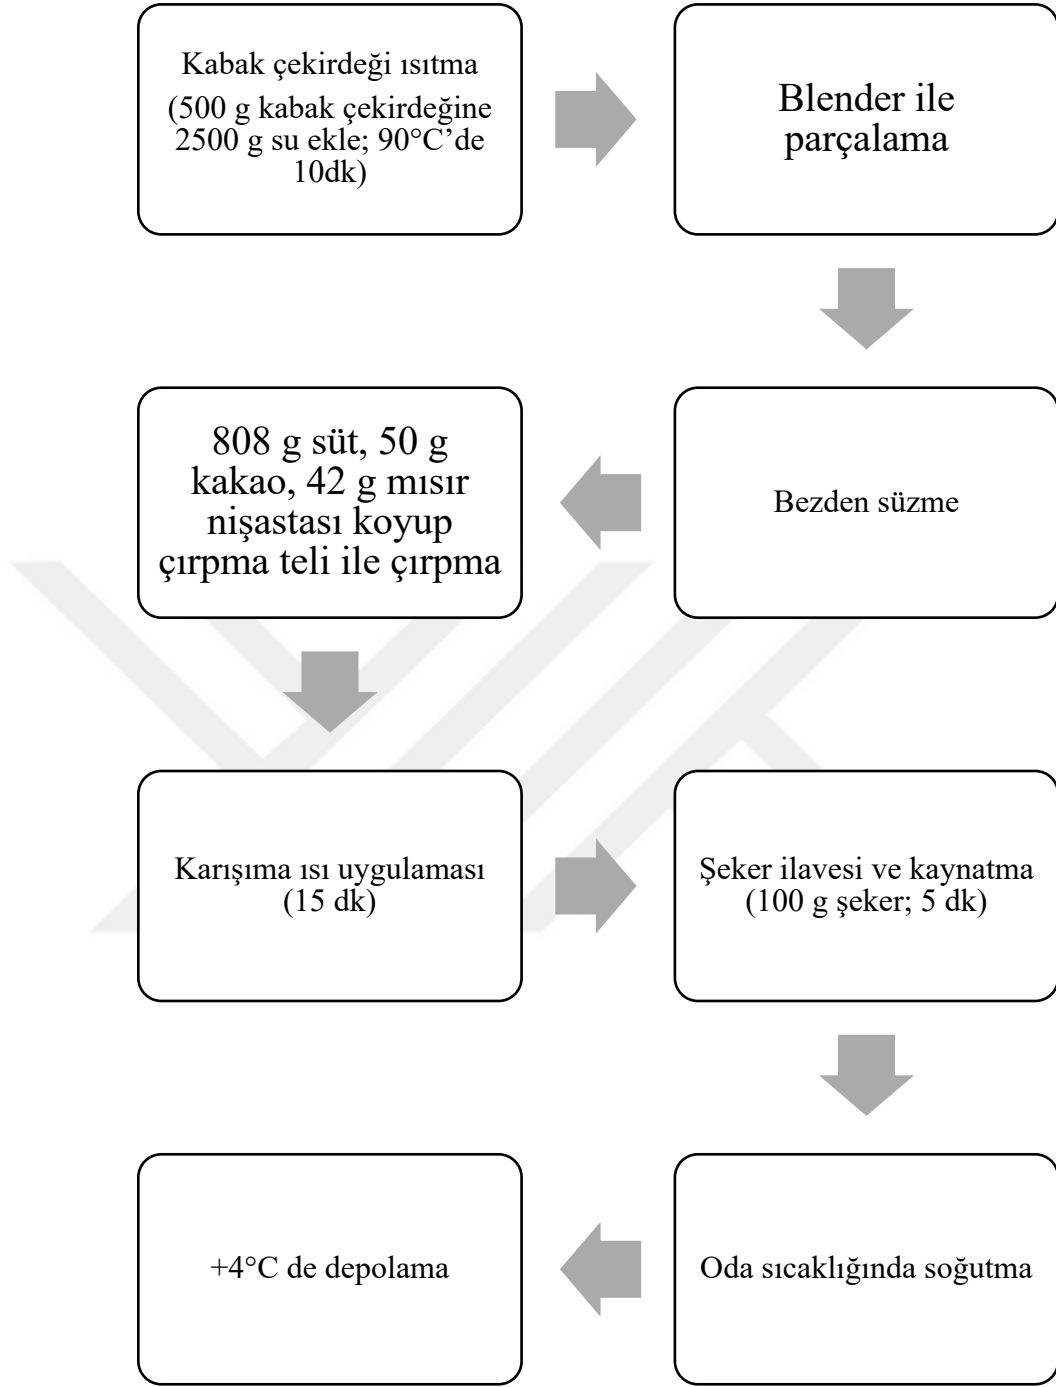 Kabak çekirdeği ısıtma
(500 g kabak çekirdeğine
2500 g su ekle; 90°C’de
10dk)
Blender ile
parçalama
Bezden süzme
808 g süt, 50 g
kakao, 42 g mısır
nişastası koyup
çırpma teli ile çırpma
Karışıma ısı uygulaması
(15 dk)
Şeker ilavesi ve kaynatma
(100 g şeker; 5 dk)
Oda sıcaklığında soğutma
+4°C de depolama